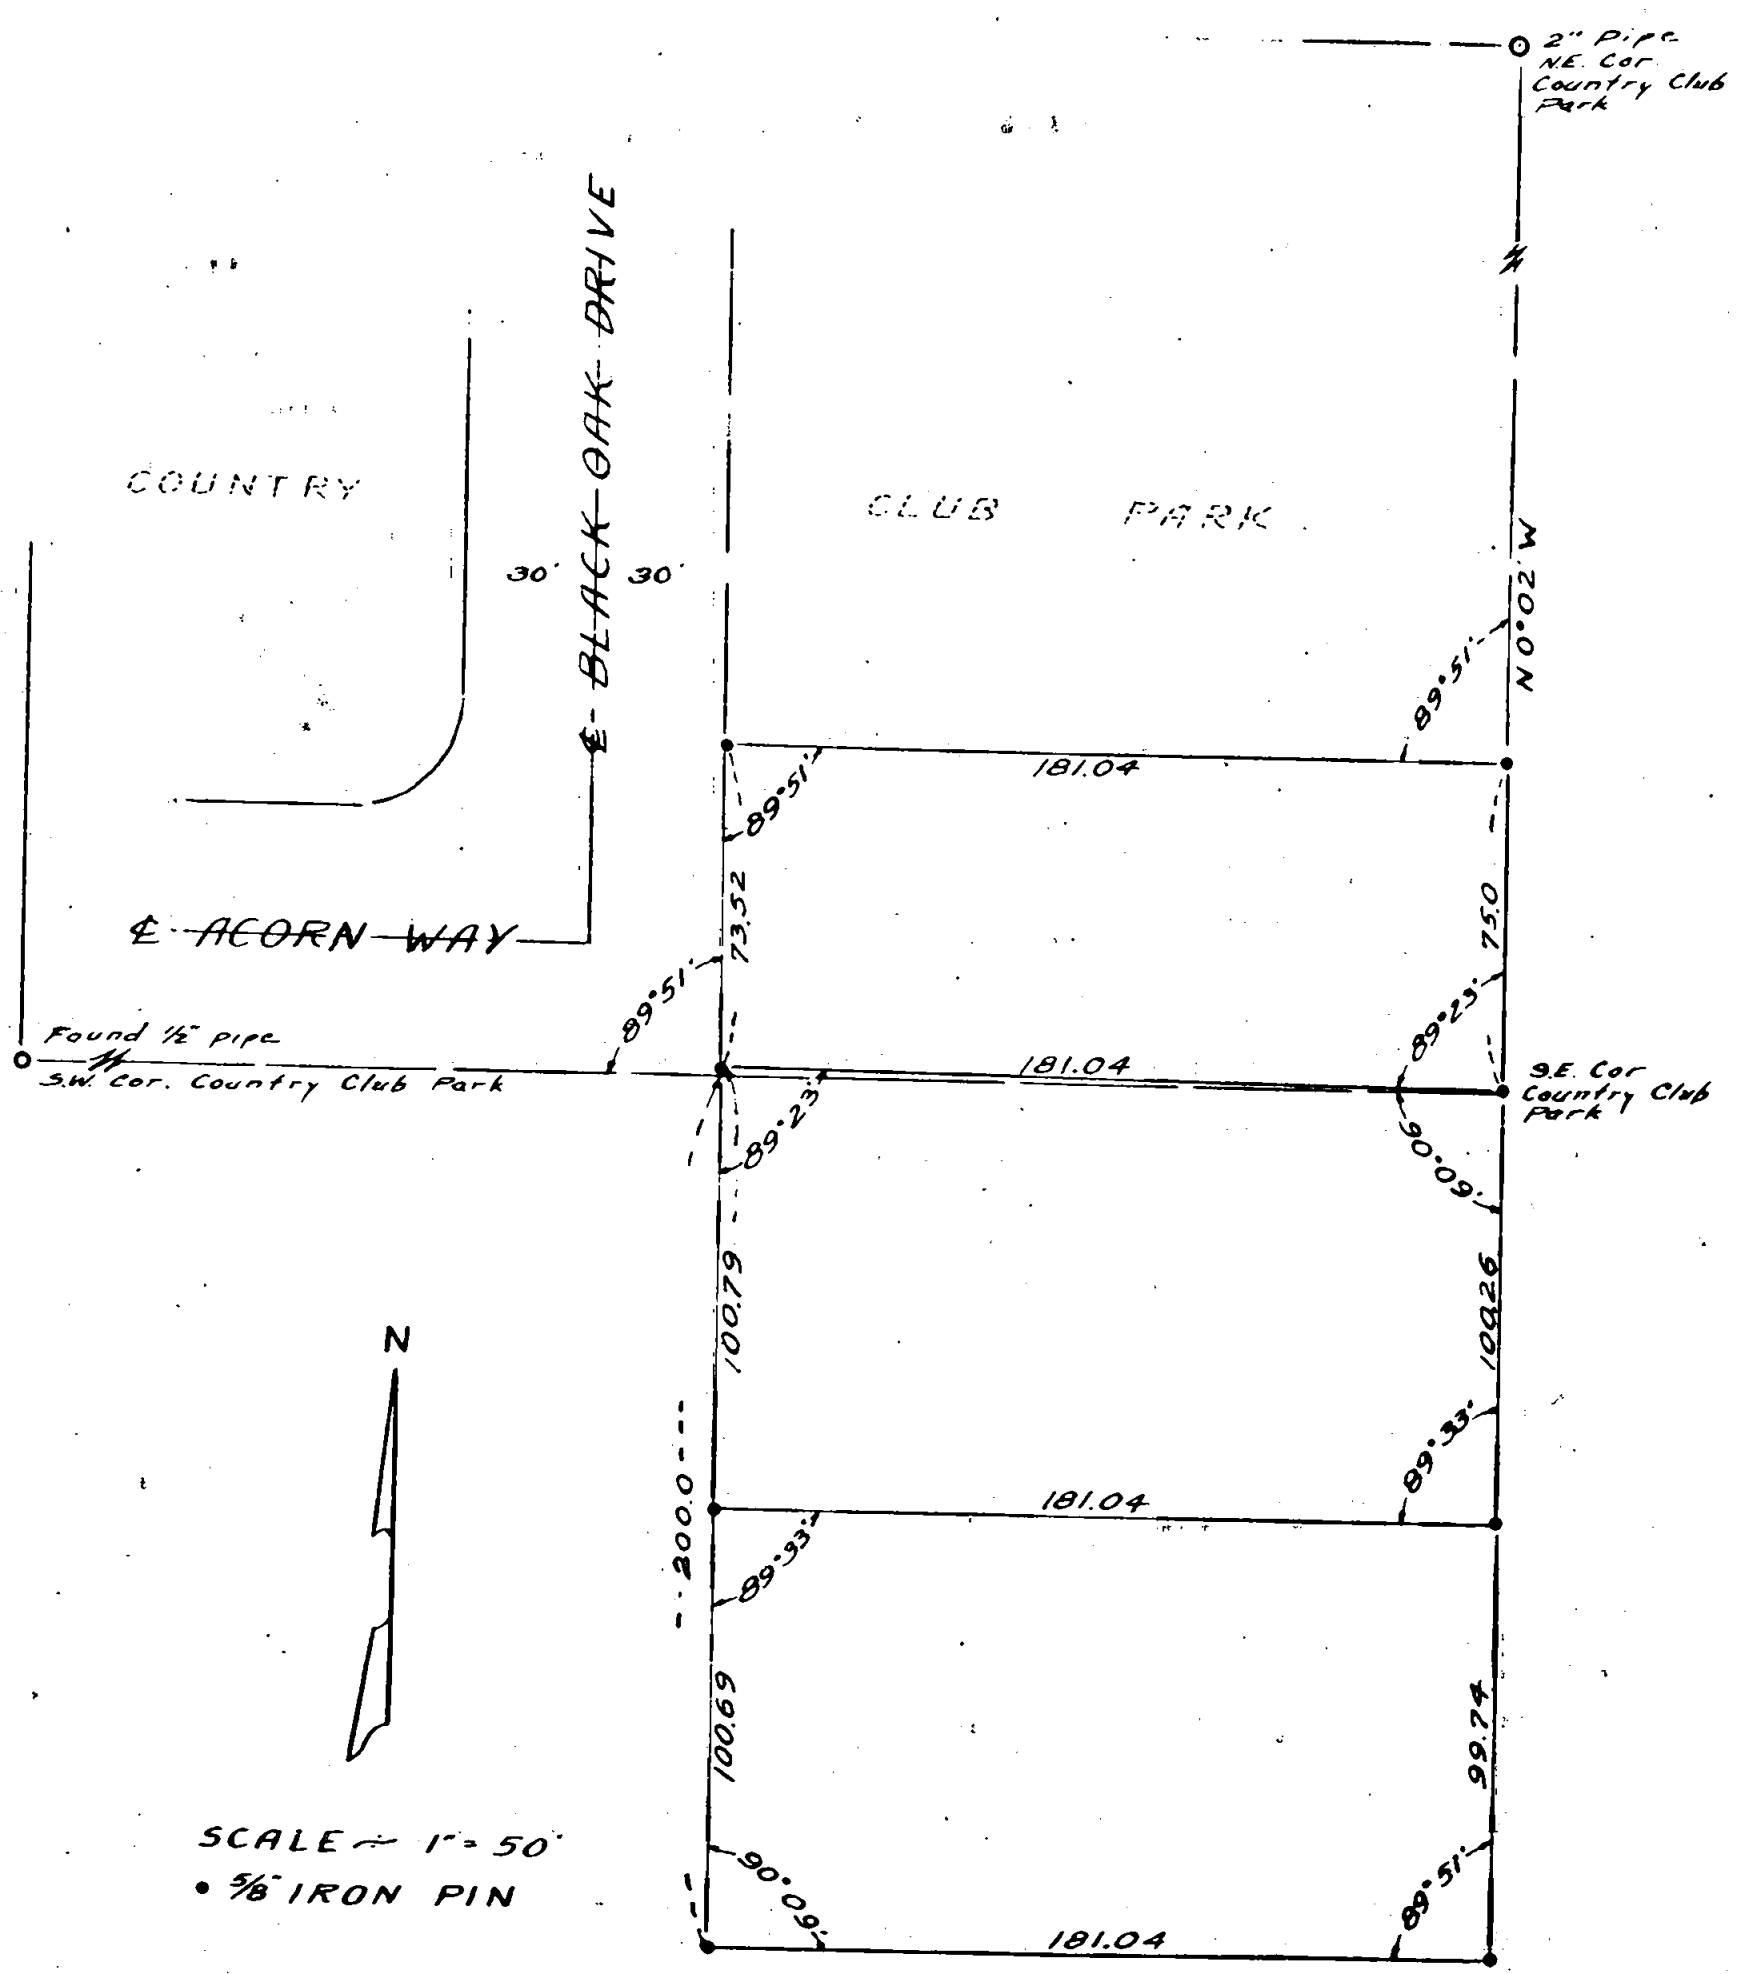 2" Pipe
N.E. Cor.
Country Club
Park
℄ BLACK OAK DRIVE
COUNTRY
CLUB PARK
30' 30'
N 0°02' W
89°51'
181.04
89°51'
73.52
75.0
℄ ACORN WAY
89°51'
89°23'
Found 1/2" pipe
S.W. Cor. Country Club Park
181.04
S.E. Cor
Country Club
Park
89°23'
90°09'
100.79
100.26
N
200.0
89°33'
181.04
89°33'
100.69
99.74
SCALE ~ 1" = 50'
• 5/8" IRON PIN
90°09'
89°51'
181.04